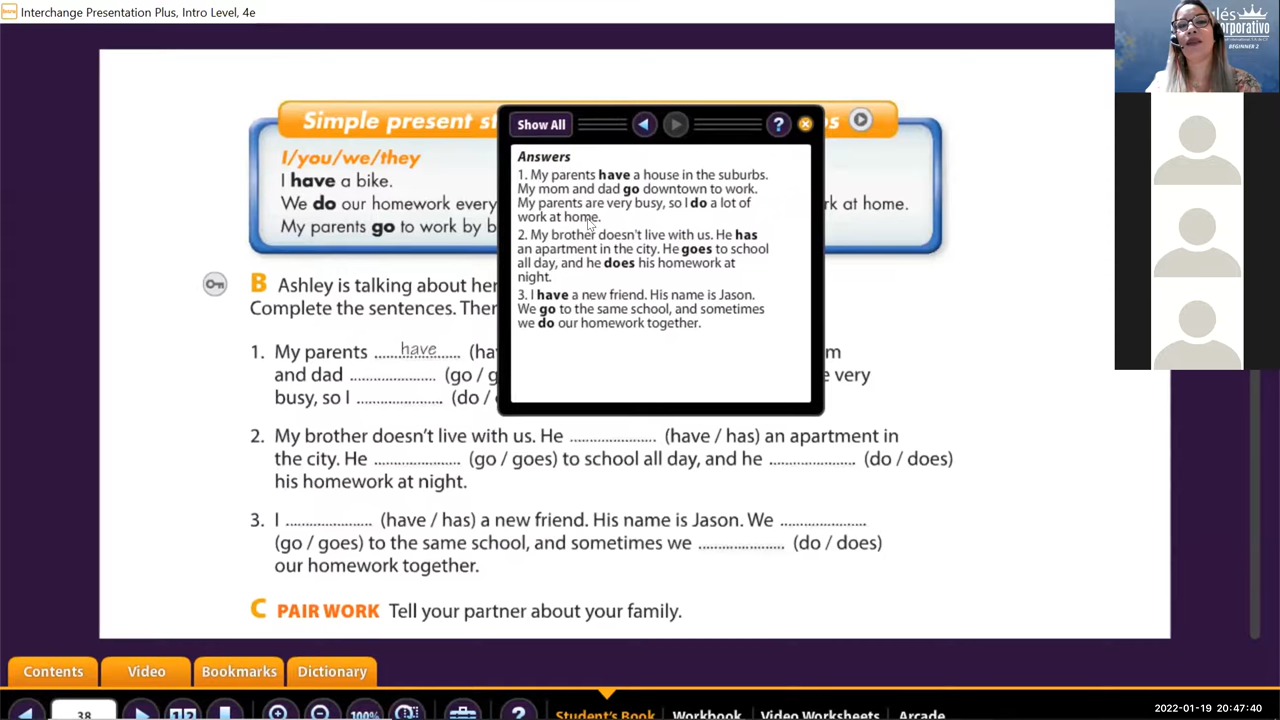 Interchange Presentation Plus, Intro Level, 4e
glés
orporativo
BEGINNER 2
Simple present st
I/you/we/they
I have a bike.
We do our homework every
rk at home.
My parents go to work by b
Show All
?
Answers
1. My parents have a house in the suburbs.
My mom and dad go downtown to work.
My parents are very busy, so I do a lot of
work at home.
2. My brother doesn't live with us. He has
an apartment in the city. He goes to school
all day, and he does his homework at
night.
3. I have a new friend. His name is Jason.
We go to the same school, and sometimes
we do our homework together.
B Ashley is talking about her
Complete the sentences. Then
1. My parents ....have.... (hav
m
and dad .................... (go / g
e very
busy, so I .................... (do /
2. My brother doesn't live with us. He .................... (have / has) an apartment in
the city. He .................... (go / goes) to school all day, and he .................... (do / does)
his homework at night.
3. I .................... (have / has) a new friend. His name is Jason. We ....................
(go / goes) to the same school, and sometimes we .................... (do / does)
our homework together.
C PAIR WORK Tell your partner about your family.
Contents Video Bookmarks Dictionary
38
100%
?
Student's Book Workbook Video Worksheets Arcade
2022-01-19 20:47:40